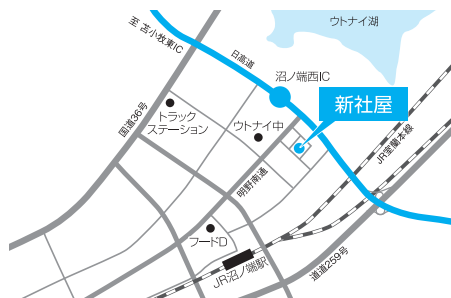 ウトナイ湖
至 苫小牧東IC
日高道
沼ノ端西IC
新社屋
国道36号
トラック
ステーション
ウトナイ中
JR室蘭本線
明野南通
フードD
JR沼ノ端駅
道道259号